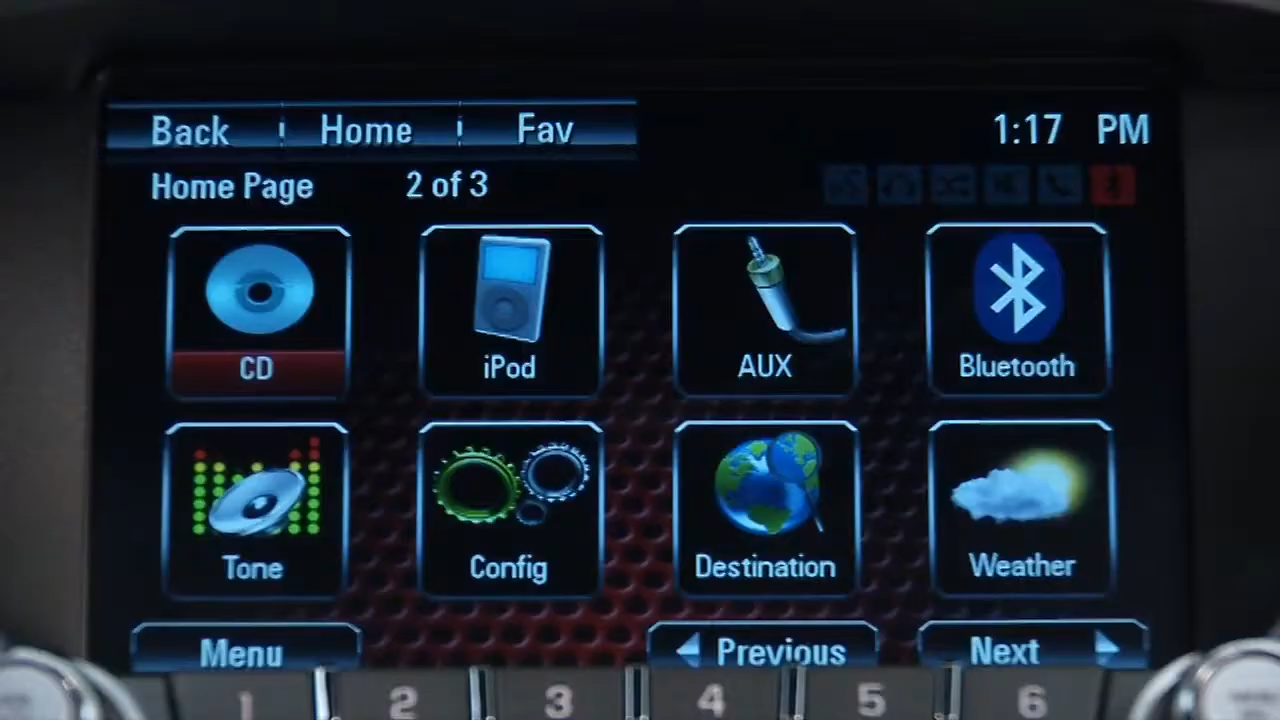 Back Home Fav 1:17 PM
Home Page 2 of 3
CD iPod AUX Bluetooth
Tone Config Destination Weather
Menu Previous Next
1 2 3 4 5 6